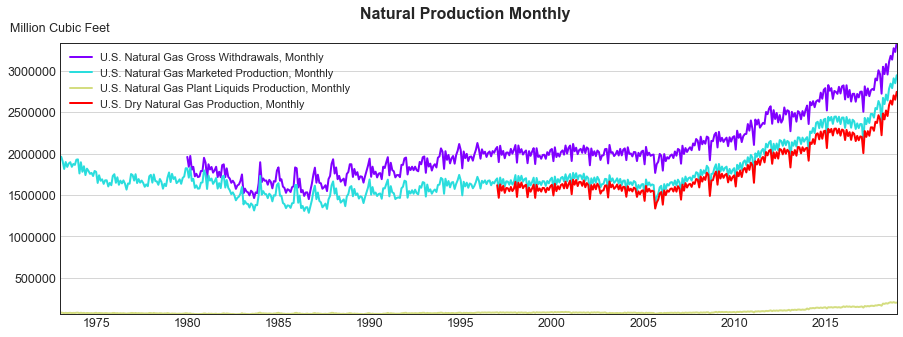 Natural Production Monthly
Million Cubic Feet
U.S. Natural Gas Gross Withdrawals, Monthly
U.S. Natural Gas Marketed Production, Monthly
U.S. Natural Gas Plant Liquids Production, Monthly
U.S. Dry Natural Gas Production, Monthly
3000000
2500000
2000000
1500000
1000000
500000
1975 1980 1985 1990 1995 2000 2005 2010 2015